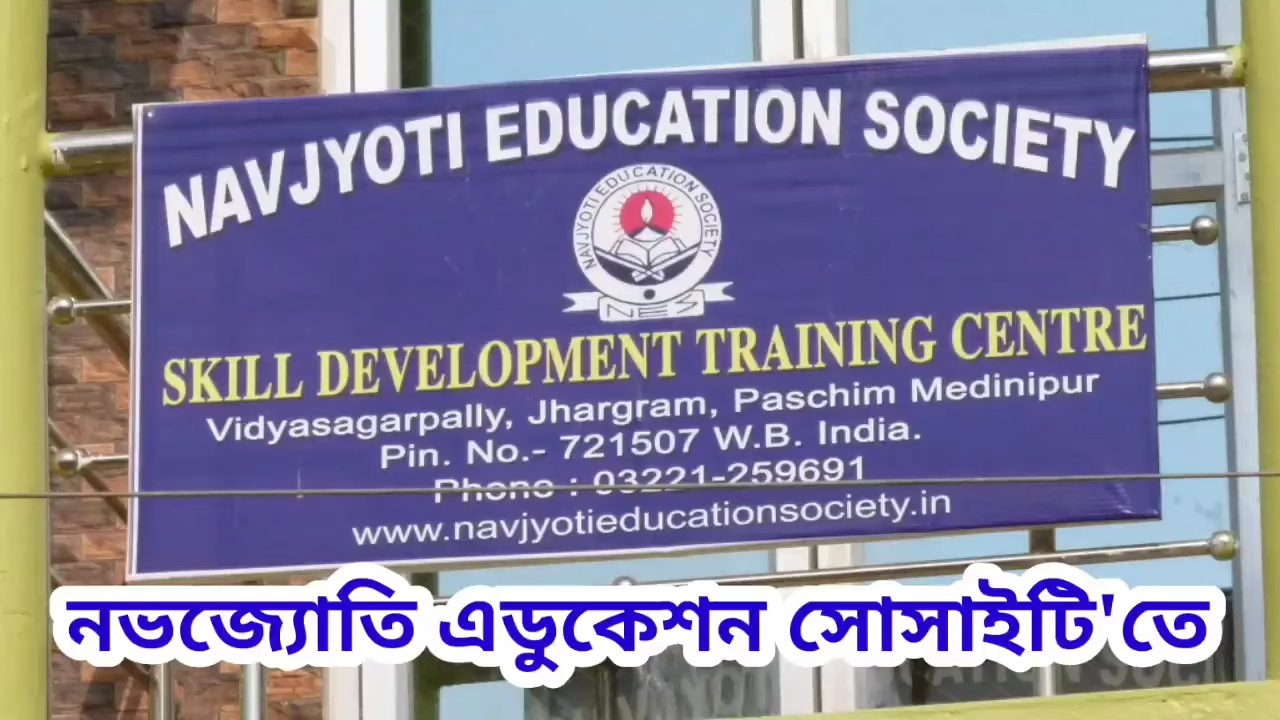 NAVJYOTI EDUCATION SOCIETY
NAVJYOTI EDUCATION SOCIETY
NES
SKILL DEVELOPMENT TRAINING CENTRE
Vidyasagarpally, Jhargram, Paschim Medinipur
Pin. No.- 721507 W.B. India.
Phone : 03221-259691
www.navjyotieducationsociety.in
নভজ্যোতি এডুকেশন সোসাইটি'তে